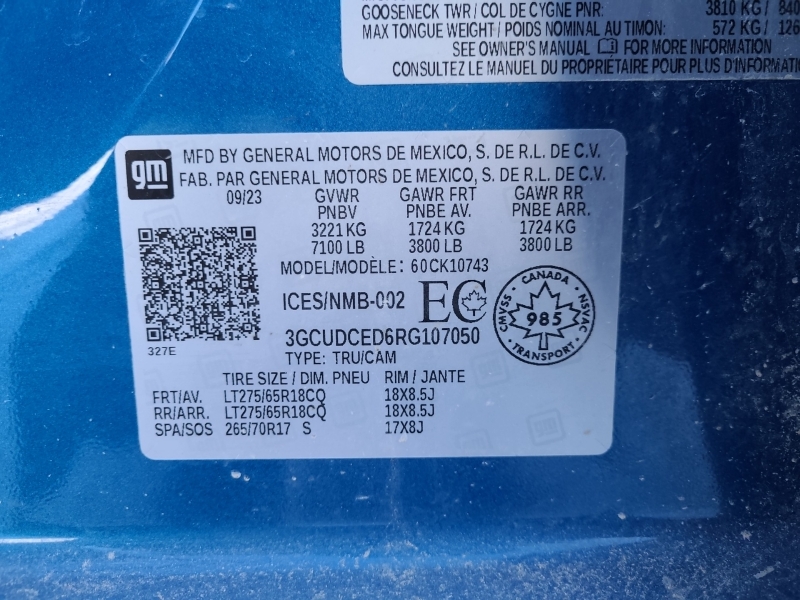 GOOSENECK TWR / COL DE CYGNE PNR: 3810 KG / 840
MAX TONGUE WEIGHT / POIDS NOMINAL AU TIMON: 572 KG / 126
SEE OWNER'S MANUAL FOR MORE INFORMATION
CONSULTEZ LE MANUEL DU PROPRIÉTAIRE POUR PLUS D'INFORMAT
gm
MFD BY GENERAL MOTORS DE MEXICO, S. DE R.L. DE C.V.
FAB. PAR GENERAL MOTORS DE MEXICO, S. DE R.L. DE C.V.
09/23 GVWR GAWR FRT GAWR RR
PNBV PNBE AV. PNBE ARR.
3221 KG 1724 KG 1724 KG
7100 LB 3800 LB 3800 LB
MODEL/MODÈLE: 60CK10743
ICES/NMB-002 EC
CANADA
CMVSS 985 NSVAC
TRANSPORT
3GCUDCED6RG107050
327E
TYPE: TRU/CAM
TIRE SIZE / DIM. PNEU RIM / JANTE
FRT/AV. LT275/65R18CQ 18X8.5J
RR/ARR. LT275/65R18CQ 18X8.5J
SPA/SOS 265/70R17 S 17X8J